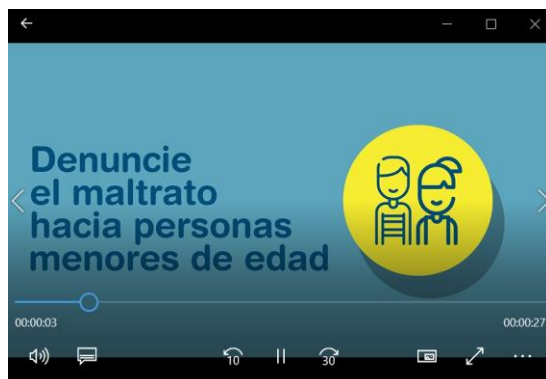 Denuncie
el maltrato
hacia personas
menores de edad
00:00:03
00:00:27
10
30